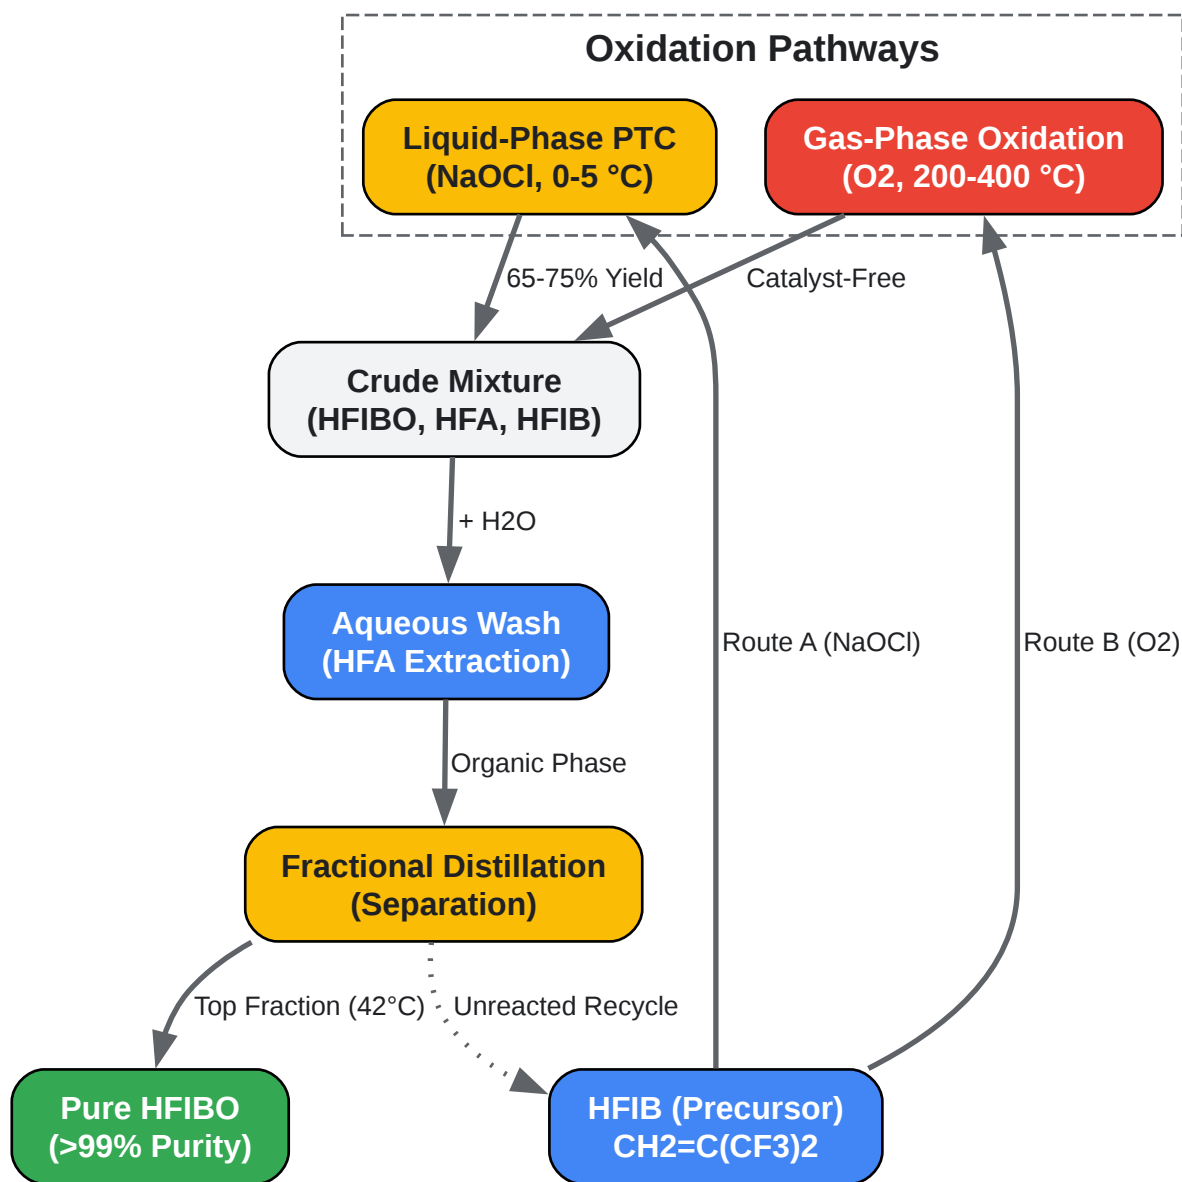 Oxidation Pathways
Liquid-Phase PTC
(NaOCl, 0-5 °C)
Gas-Phase Oxidation
(O2, 200-400 °C)
65-75% Yield
Catalyst-Free
Crude Mixture
(HFIBO, HFA, HFIB)
+ H2O
Aqueous Wash
(HFA Extraction)
Route A (NaOCl)
Route B (O2)
Organic Phase
Fractional Distillation
(Separation)
Top Fraction (42°C)
Unreacted Recycle
Pure HFIBO
(>99% Purity)
HFIB (Precursor)
CH2=C(CF3)2